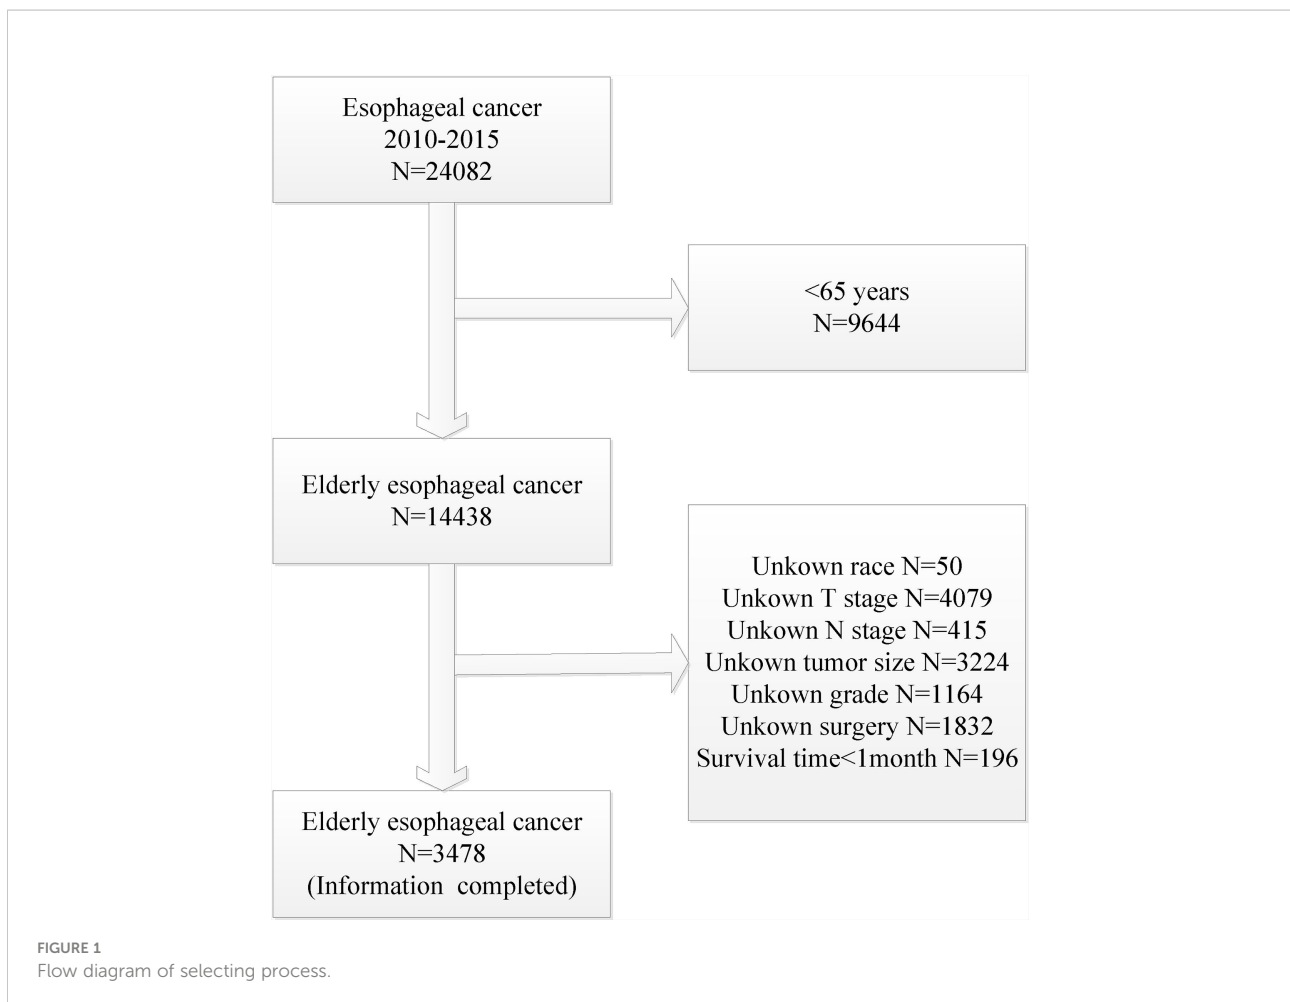 Esophageal cancer
2010-2015
N=24082
<65 years
N=9644
Elderly esophageal cancer
N=14438
Unkown race N=50
Unkown T stage N=4079
Unkown N stage N=415
Unkown tumor size N=3224
Unkown grade N=1164
Unkown surgery N=1832
Survival time<1month N=196
Elderly esophageal cancer
N=3478
(Information completed)
FIGURE 1
Flow diagram of selecting process.